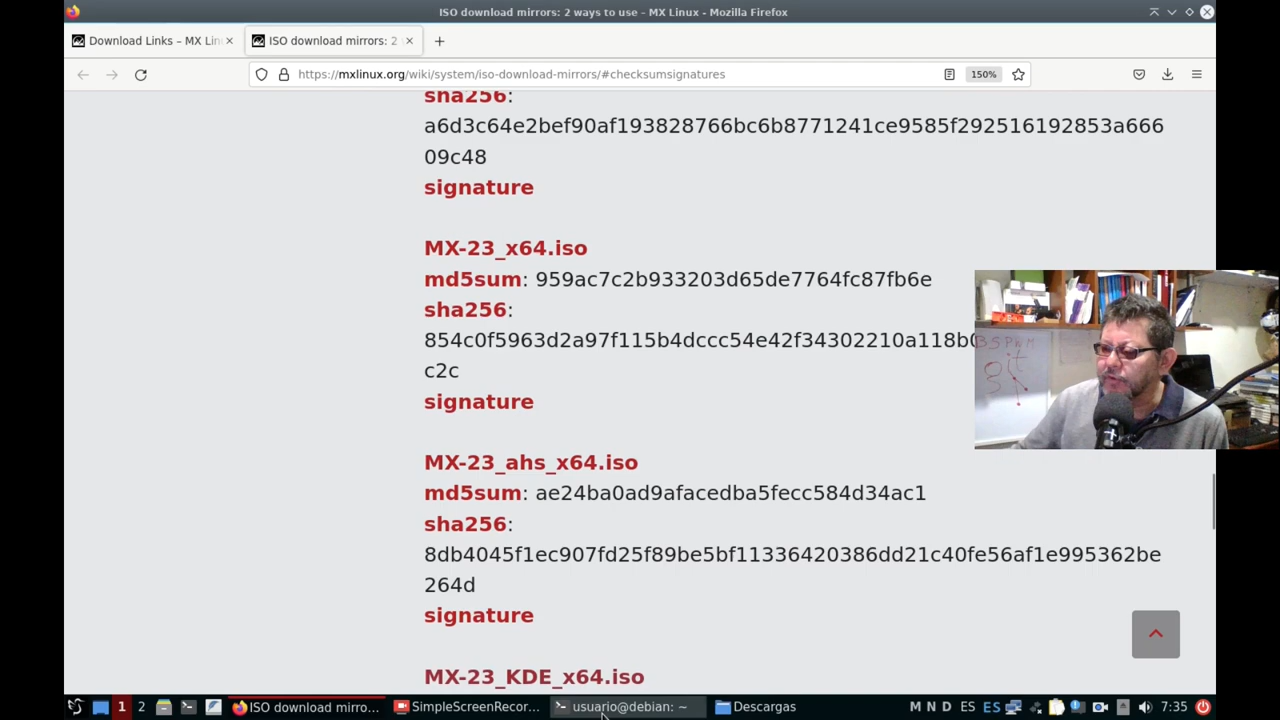 ISO download mirrors: 2 ways to use – MX Linux - Mozilla Firefox
Download Links – MX Lin
ISO download mirrors: 2
https://mxlinux.org/wiki/system/iso-download-mirrors/#checksumsignatures
150%
sha256:
a6d3c64e2bef90af193828766bc6b8771241ce9585f292516192853a666
09c48
signature
MX-23_x64.iso
md5sum: 959ac7c2b933203d65de7764fc87fb6e
sha256:
854c0f5963d2a97f115b4dccc54e42f34302210a118b0
c2c
signature
MX-23_ahs_x64.iso
md5sum: ae24ba0ad9afacedba5fecc584d34ac1
sha256:
8db4045f1ec907fd25f89be5bf11336420386dd21c40fe56af1e995362be
264d
signature
MX-23_KDE_x64.iso
1 2 ISO download mirro... SimpleScreenRecor... usuario@debian: ~ Descargas M N D ES ES 7:35